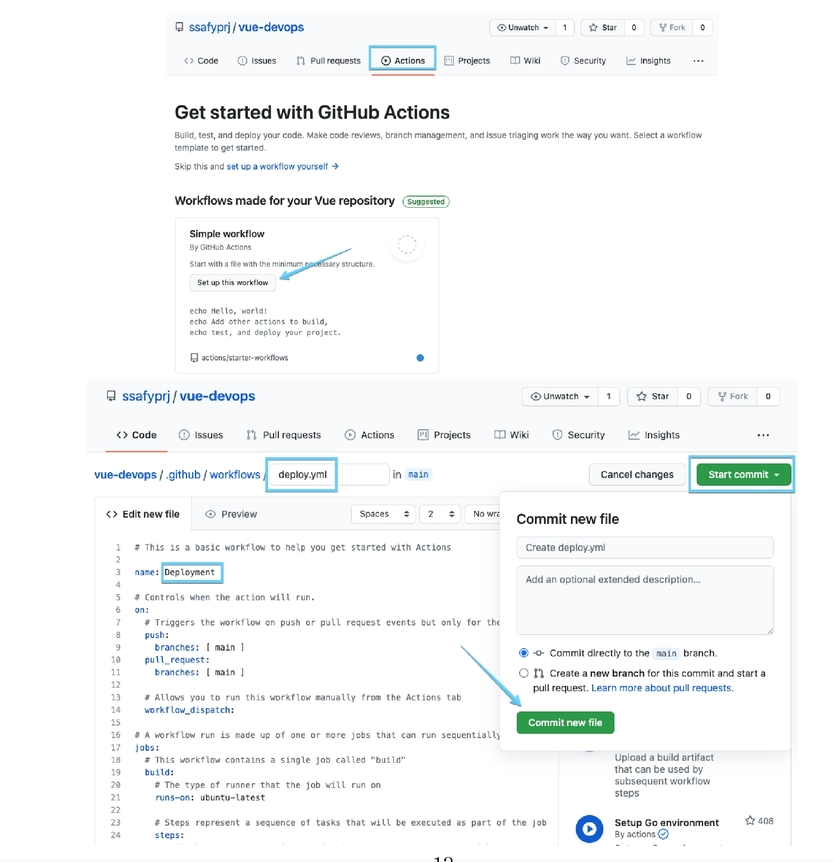 ssafyprj / vue-devops
Unwatch 1 Star 0 Fork 0
Code Issues Pull requests Actions Projects Wiki Security Insights ...
Get started with GitHub Actions
Build, test, and deploy your code. Make code reviews, branch management, and issue triaging work the way you want. Select a workflow
template to get started.
Skip this and set up a workflow yourself →
Workflows made for your Vue repository Suggested
Simple workflow
By GitHub Actions
Start with a file with the minimum necessary structure.
Set up this workflow
echo Hello, world!
echo Add other actions to build,
echo test, and deploy your project.
actions/starter-workflows
ssafyprj / vue-devops
Unwatch 1 Star 0 Fork 0
Code Issues Pull requests Actions Projects Wiki Security Insights ...
vue-devops / .github / workflows / deploy.yml in main
Cancel changes Start commit
<> Edit new file Preview Spaces 2 No wra
1 # This is a basic workflow to help you get started with Actions
2
3 name: Deployment
4
5 # Controls when the action will run.
6 on:
7 # Triggers the workflow on push or pull request events but only for the
8 push:
9 branches: [ main ]
10 pull_request:
11 branches: [ main ]
12
13 # Allows you to run this workflow manually from the Actions tab
14 workflow_dispatch:
15
16 # A workflow run is made up of one or more jobs that can run sequentially
17 jobs:
18 # This workflow contains a single job called "build"
19 build:
20 # The type of runner that the job will run on
21 runs-on: ubuntu-latest
22
23 # Steps represent a sequence of tasks that will be executed as part of the job
24 steps:
Commit new file
Create deploy.yml
Add an optional extended description...
Commit directly to the main branch.
Create a new branch for this commit and start a
pull request. Learn more about pull requests.
Commit new file
Upload a build artifact
that can be used by
subsequent workflow
steps
Setup Go environment 408
By actions